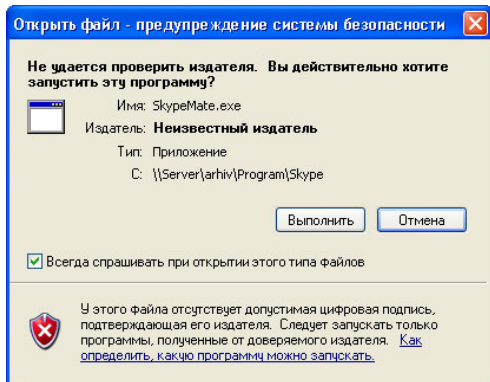 Открыть файл - предупреждение системы безопасности
Не удается проверить издателя. Вы действительно хотите
запустить эту программу?
Имя: SkypeMate.exe
Издатель: Неизвестный издатель
Тип: Приложение
С: \\Server\arhiv\Program\Skype
Выполнить Отмена
Всегда спрашивать при открытии этого типа файлов
У этого файла отсутствует допустимая цифровая подпись,
подтверждающая его издателя. Следует запускать только
программы, полученные от доверяемого издателя. Как
определить, какую программу можно запускать.